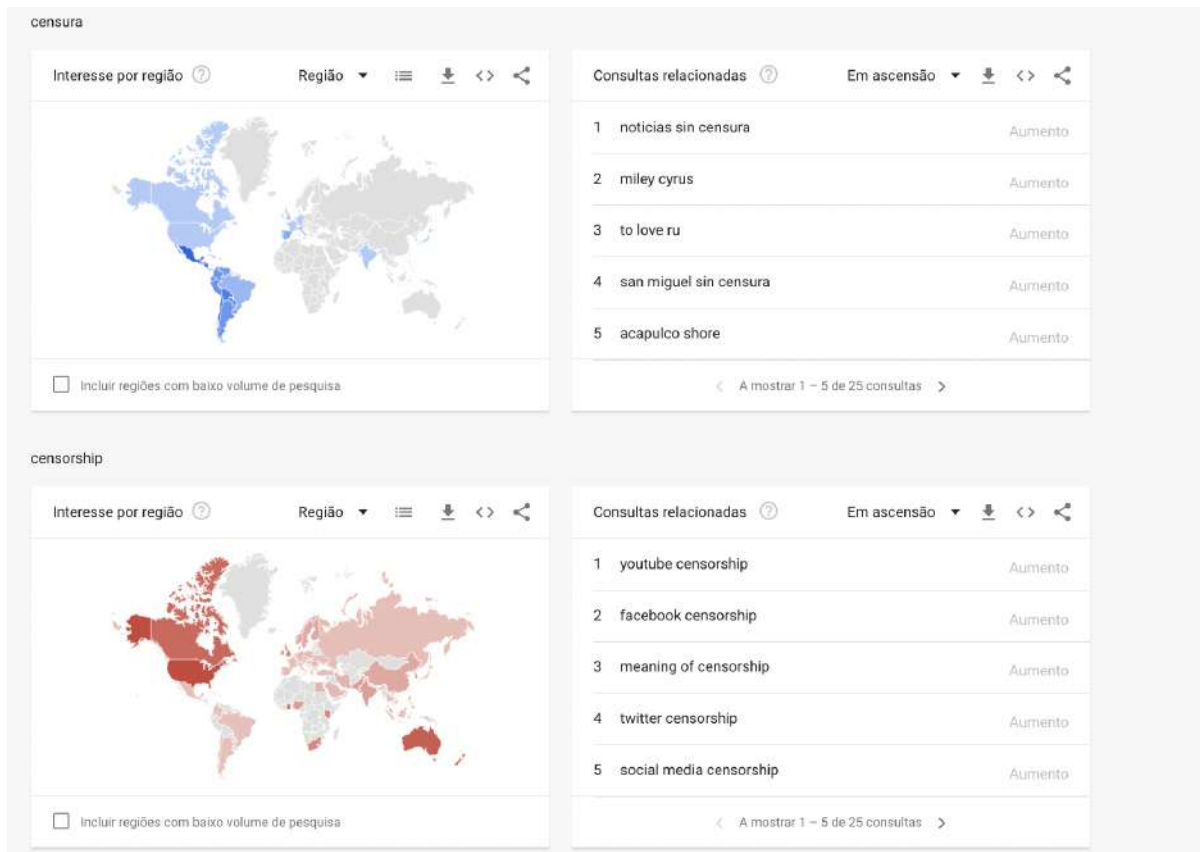 censura
Interesse por região
Região
Consultas relacionadas
Em ascensão
1 noticias sin censura Aumento
2 miley cyrus Aumento
3 to love ru Aumento
4 san miguel sin censura Aumento
5 acapulco shore Aumento
Incluir regiões com baixo volume de pesquisa
A mostrar 1 – 5 de 25 consultas
censorship
Interesse por região
Região
Consultas relacionadas
Em ascensão
1 youtube censorship Aumento
2 facebook censorship Aumento
3 meaning of censorship Aumento
4 twitter censorship Aumento
5 social media censorship Aumento
Incluir regiões com baixo volume de pesquisa
A mostrar 1 – 5 de 25 consultas